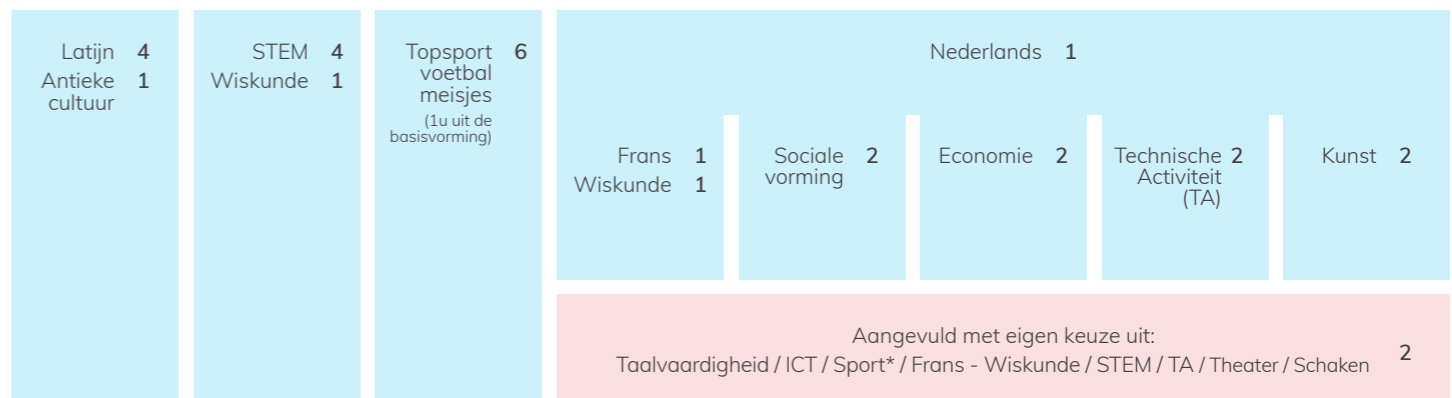 Latijn 4
Antieke 1
cultuur
STEM 4
Wiskunde 1
Topsport 6
voetbal
meisjes
(1u uit de
basisvorming)
Nederlands 1
Frans 1
Wiskunde 1
Sociale 2
vorming
Economie 2
Technische 2
Activiteit
(TA)
Kunst 2
Aangevuld met eigen keuze uit:
Taalvaardigheid / ICT / Sport* / Frans - Wiskunde / STEM / TA / Theater / Schaken 2